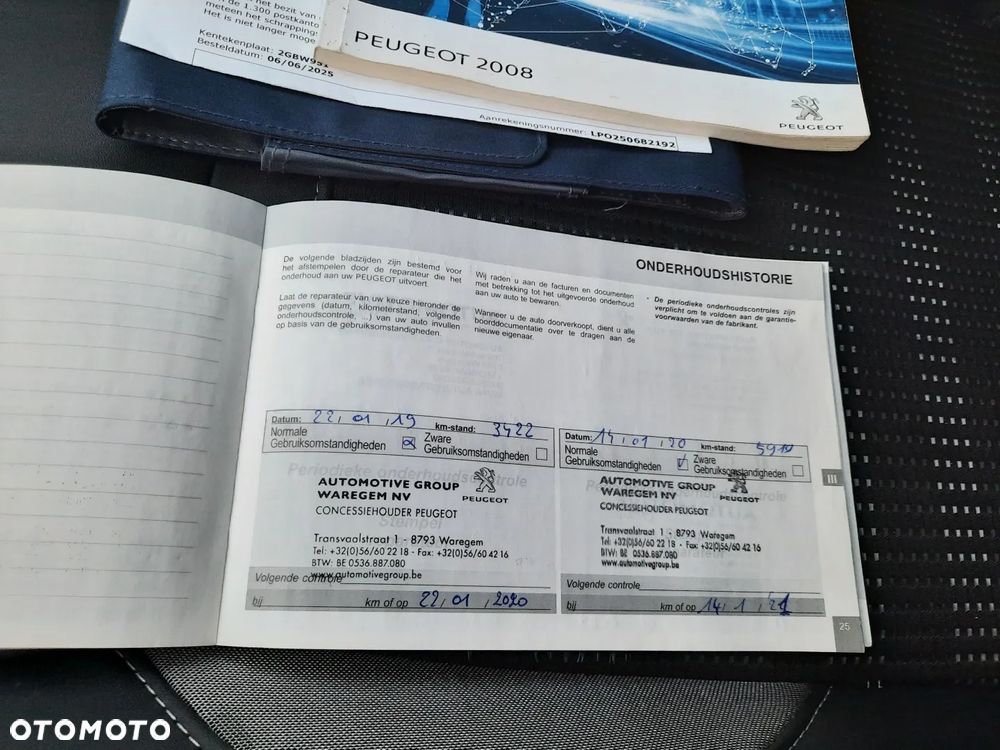 het bezit van
de 1.300 postkanto
meteen het schrapping
Het is niet langer moge
Kentekenplaat: 2GBW951
Besteldatum: 06/06/2025
Aanrekeningsnummer: LPO250682192
PEUGEOT 2008
PEUGEOT
ONDERHOUDSHISTORIE
De volgende bladzijden zijn bestemd voor
het afstempelen door de reparateur die het
onderhoud aan uw PEUGEOT uitvoert.
Laat de reparateur van uw keuze hieronder de
gegevens (datum, kilometerstand, volgende
onderhoudscontrole, ...) van uw auto invullen
op basis van de gebruiksomstandigheden.
Wij raden u aan de facturen en documenten
met betrekking tot het uitgevoerde onderhoud
aan uw auto te bewaren.
Wanneer u de auto doorverkoopt, dient u alle
boorddocumentatie over te dragen aan de
nieuwe eigenaar.
* De periodieke onderhoudscontroles zijn
verplicht om te voldoen aan de garantie-
voorwaarden van de fabrikant.
Datum: 22, 01, 19 km-stand: 3422
Normale
Gebruiksomstandigheden
Zware
Gebruiksomstandigheden
AUTOMOTIVE GROUP
WAREGEM NV
PEUGEOT
CONCESSIEHOUDER PEUGEOT
Transvaalstraat 1 - 8793 Waregem
Tel: +32(0)56/60 22 18 - Fax: +32(0)56/60 42 16
BTW: BE 0536.887.080
www.automotivegroup.be
Volgende controle
bij km of op 22, 01, 2020
Datum: 14, 01, 20 km-stand:
Normale
Gebruiksomstandigheden
Zware
Gebruiksomstandigheden
AUTOMOTIVE GROUP
WAREGEM NV
PEUGEOT
CONCESSIEHOUDER PEUGEOT
Transvaalstraat 1 - 8793 Waregem
Tel: +32(0)56/60 22 18 - Fax: +32(0)56/60 42 16
BTW: BE 0536.887.080
www.automotivegroup.be
Volgende controle
bij km of op 14, 1, 21
III
25
OTOMOTO